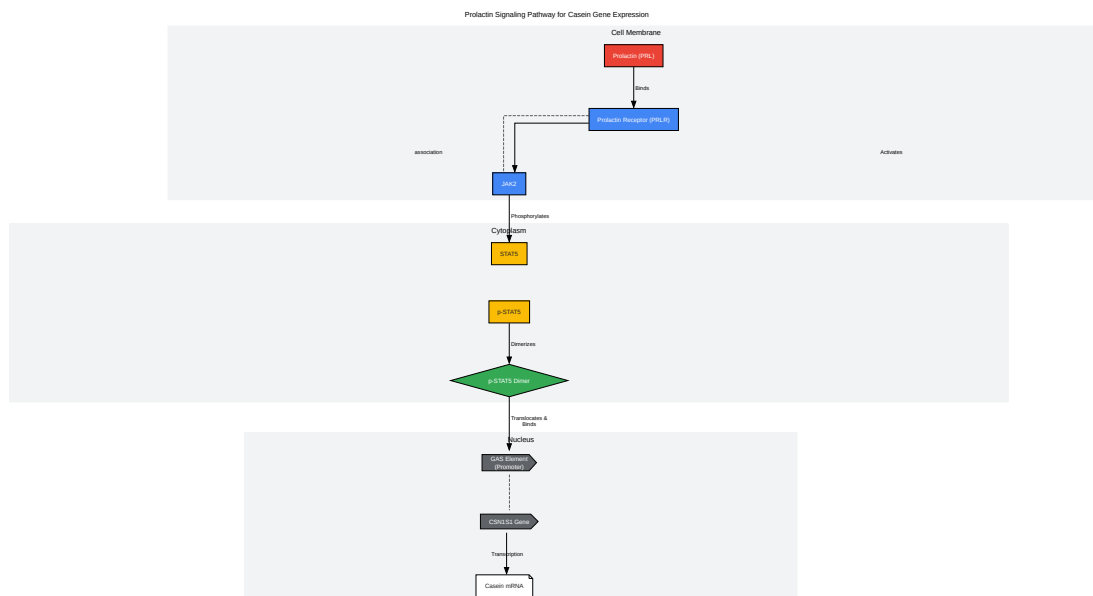 Prolactin Signaling Pathway for Casein Gene Expression
Cell Membrane
Prolactin (PRL)
Binds
Prolactin Receptor (PRLR)
association
Activates
JAK2
Phosphorylates
Cytoplasm
STAT5
p-STAT5
Dimerizes
p-STAT5 Dimer
Translocates &
Binds
Nucleus
GAS Element
(Promoter)
CSN1S1 Gene
Transcription
Casein mRNA